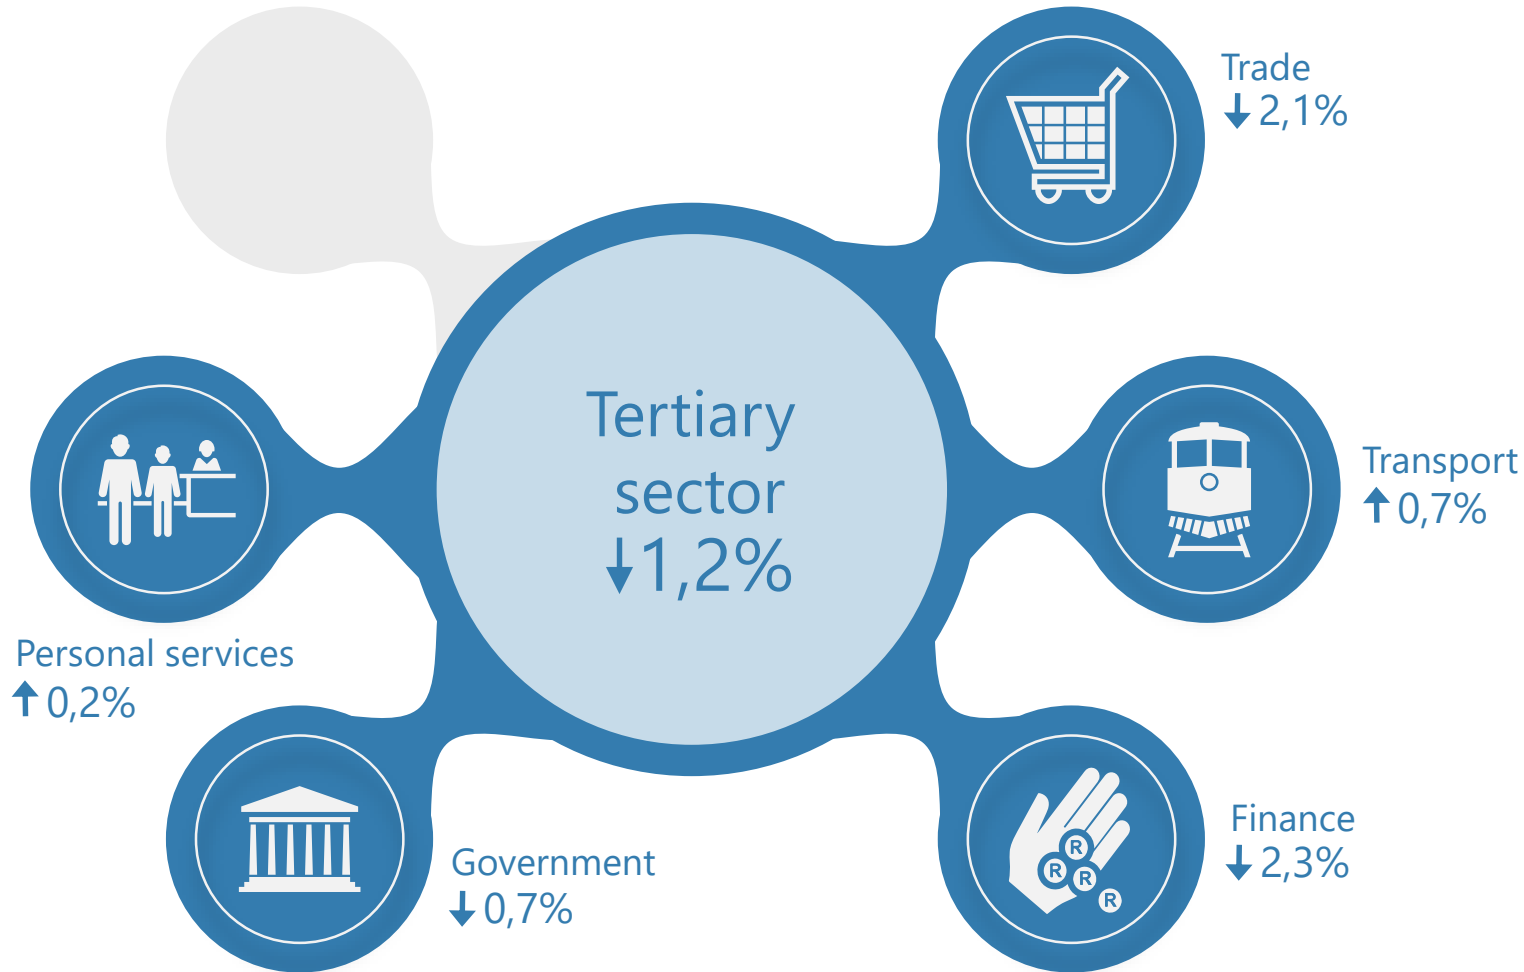 Trade
↓ 2,1%
Tertiary
sector
↓1,2%
Transport
↑ 0,7%
Personal services
↑ 0,2%
Finance
↓ 2,3%
R
R
R
R
Government
↓ 0,7%